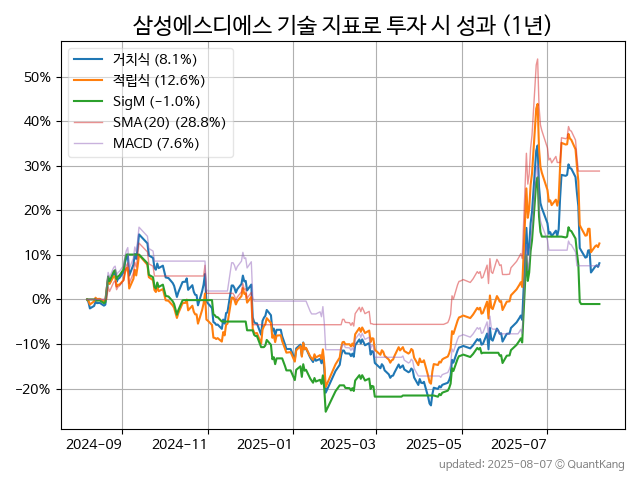 삼성에스디에스 기술 지표로 투자 시 성과 (1년)
거치식 (8.1%)
적립식 (12.6%)
SigM (−1.0%)
SMA(20) (28.8%)
MACD (7.6%)
50%
40%
30%
20%
10%
0%
−10%
−20%
2024-09 2024-11 2025-01 2025-03 2025-05 2025-07
updated: 2025-08-07 © QuantKang